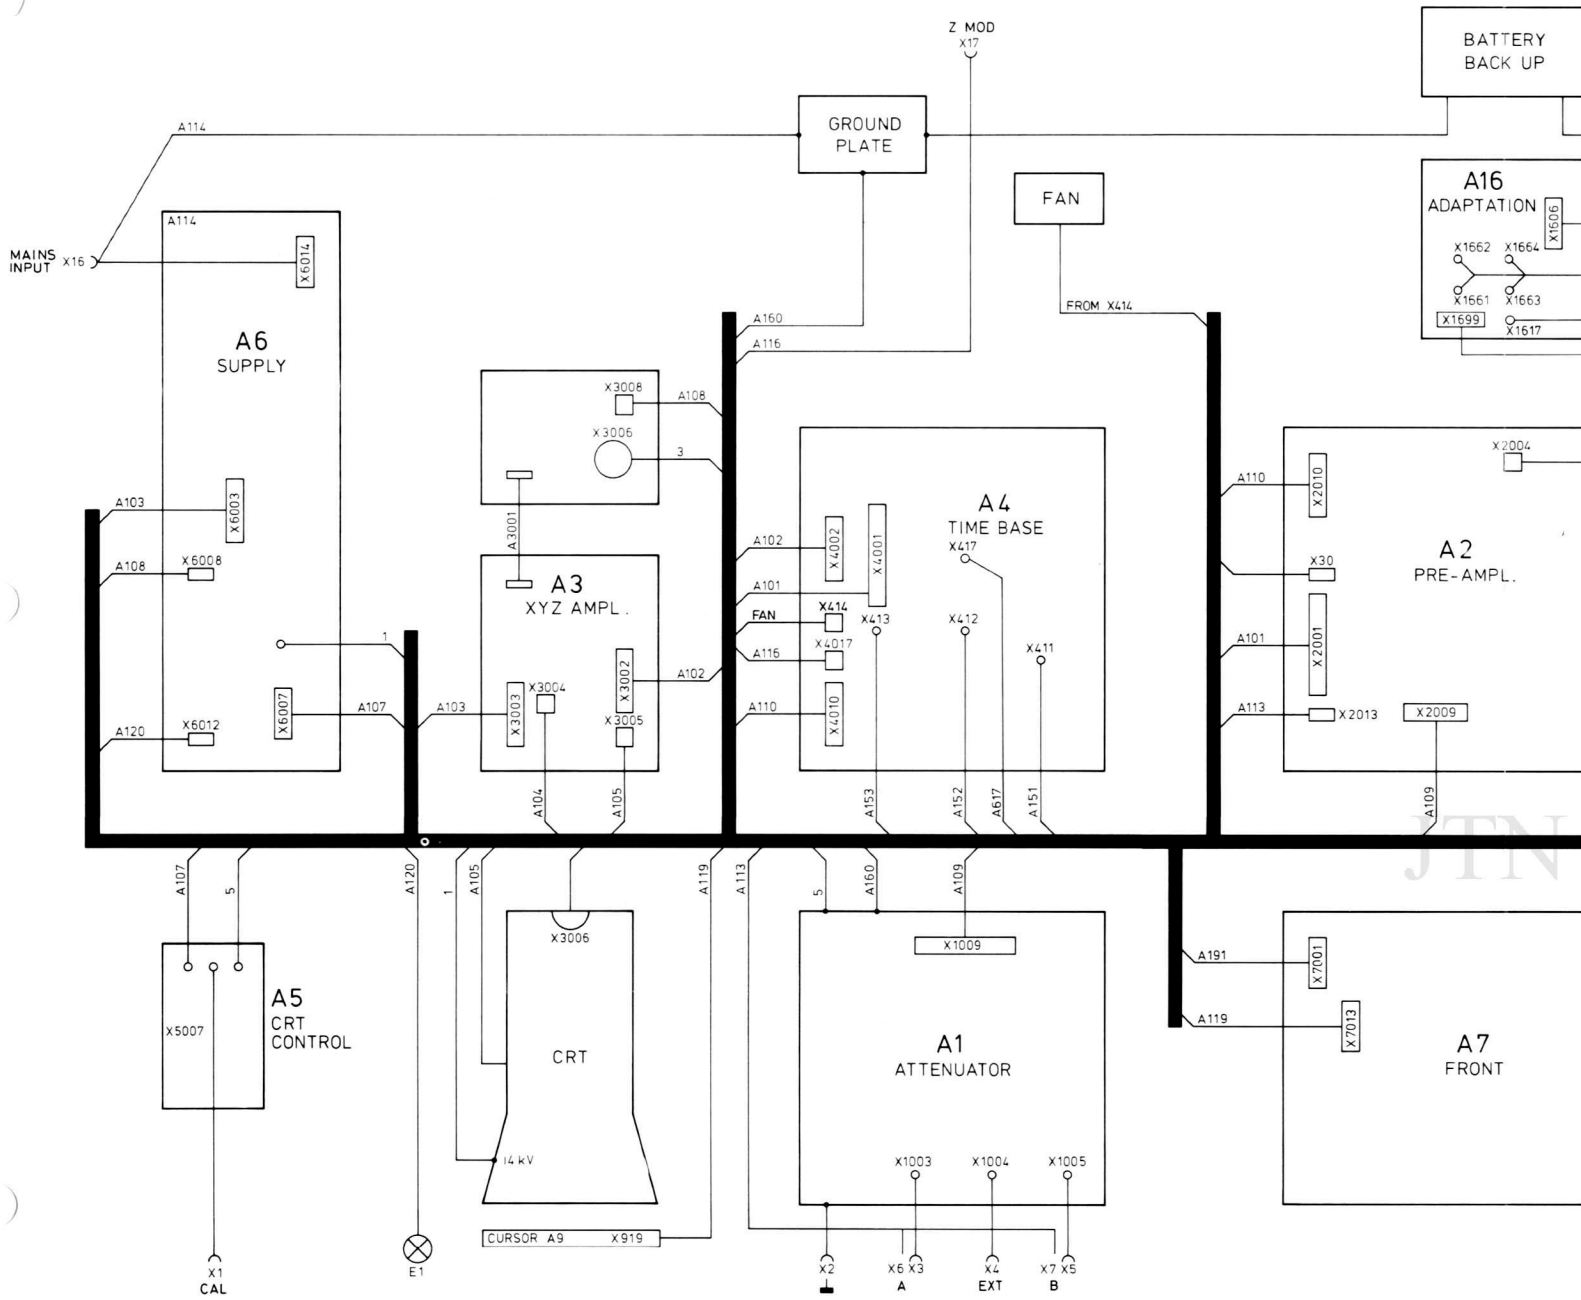 Z MOD
X17
BATTERY
BACK UP
A114
GROUND
PLATE
FAN
A16
ADAPTATION
X1606
X1662 X1664
X1661 X1663
X1699
X1617
A114
MAINS
INPUT X16
X6014
A6
SUPPLY
A160
A116
FROM X414
X3008
A108
X3006
3
A3001
A103
X6003
X6008
A108
1
X6007
A107
X6012
A120
A3
XYZ AMPL.
X3002
A102
X3004
X3003
A103
X3005
A104
A105
A4
TIME BASE
A102
X4002
X4001
X417
A101
FAN
X414
X413
X412
X411
A116
X4017
A110
X4010
A153
A152
A617
A151
X2004
A110
X2010
A2
PRE-AMPL.
X30
A101
X2001
A113
X2013
X2009
A109
JTN
A107
5
A120
1
A105
A119
A113
5
A160
A109
X3006
X1009
A191
X7001
A119
X7013
A5
CRT
CONTROL
X5007
CRT
A1
ATTENUATOR
A7
FRONT
14 kV
X1003
X1004
X1005
CURSOR A9 X919
X1
CAL
E1
X2
X6 X3
A
X4
EXT
X7 X5
B